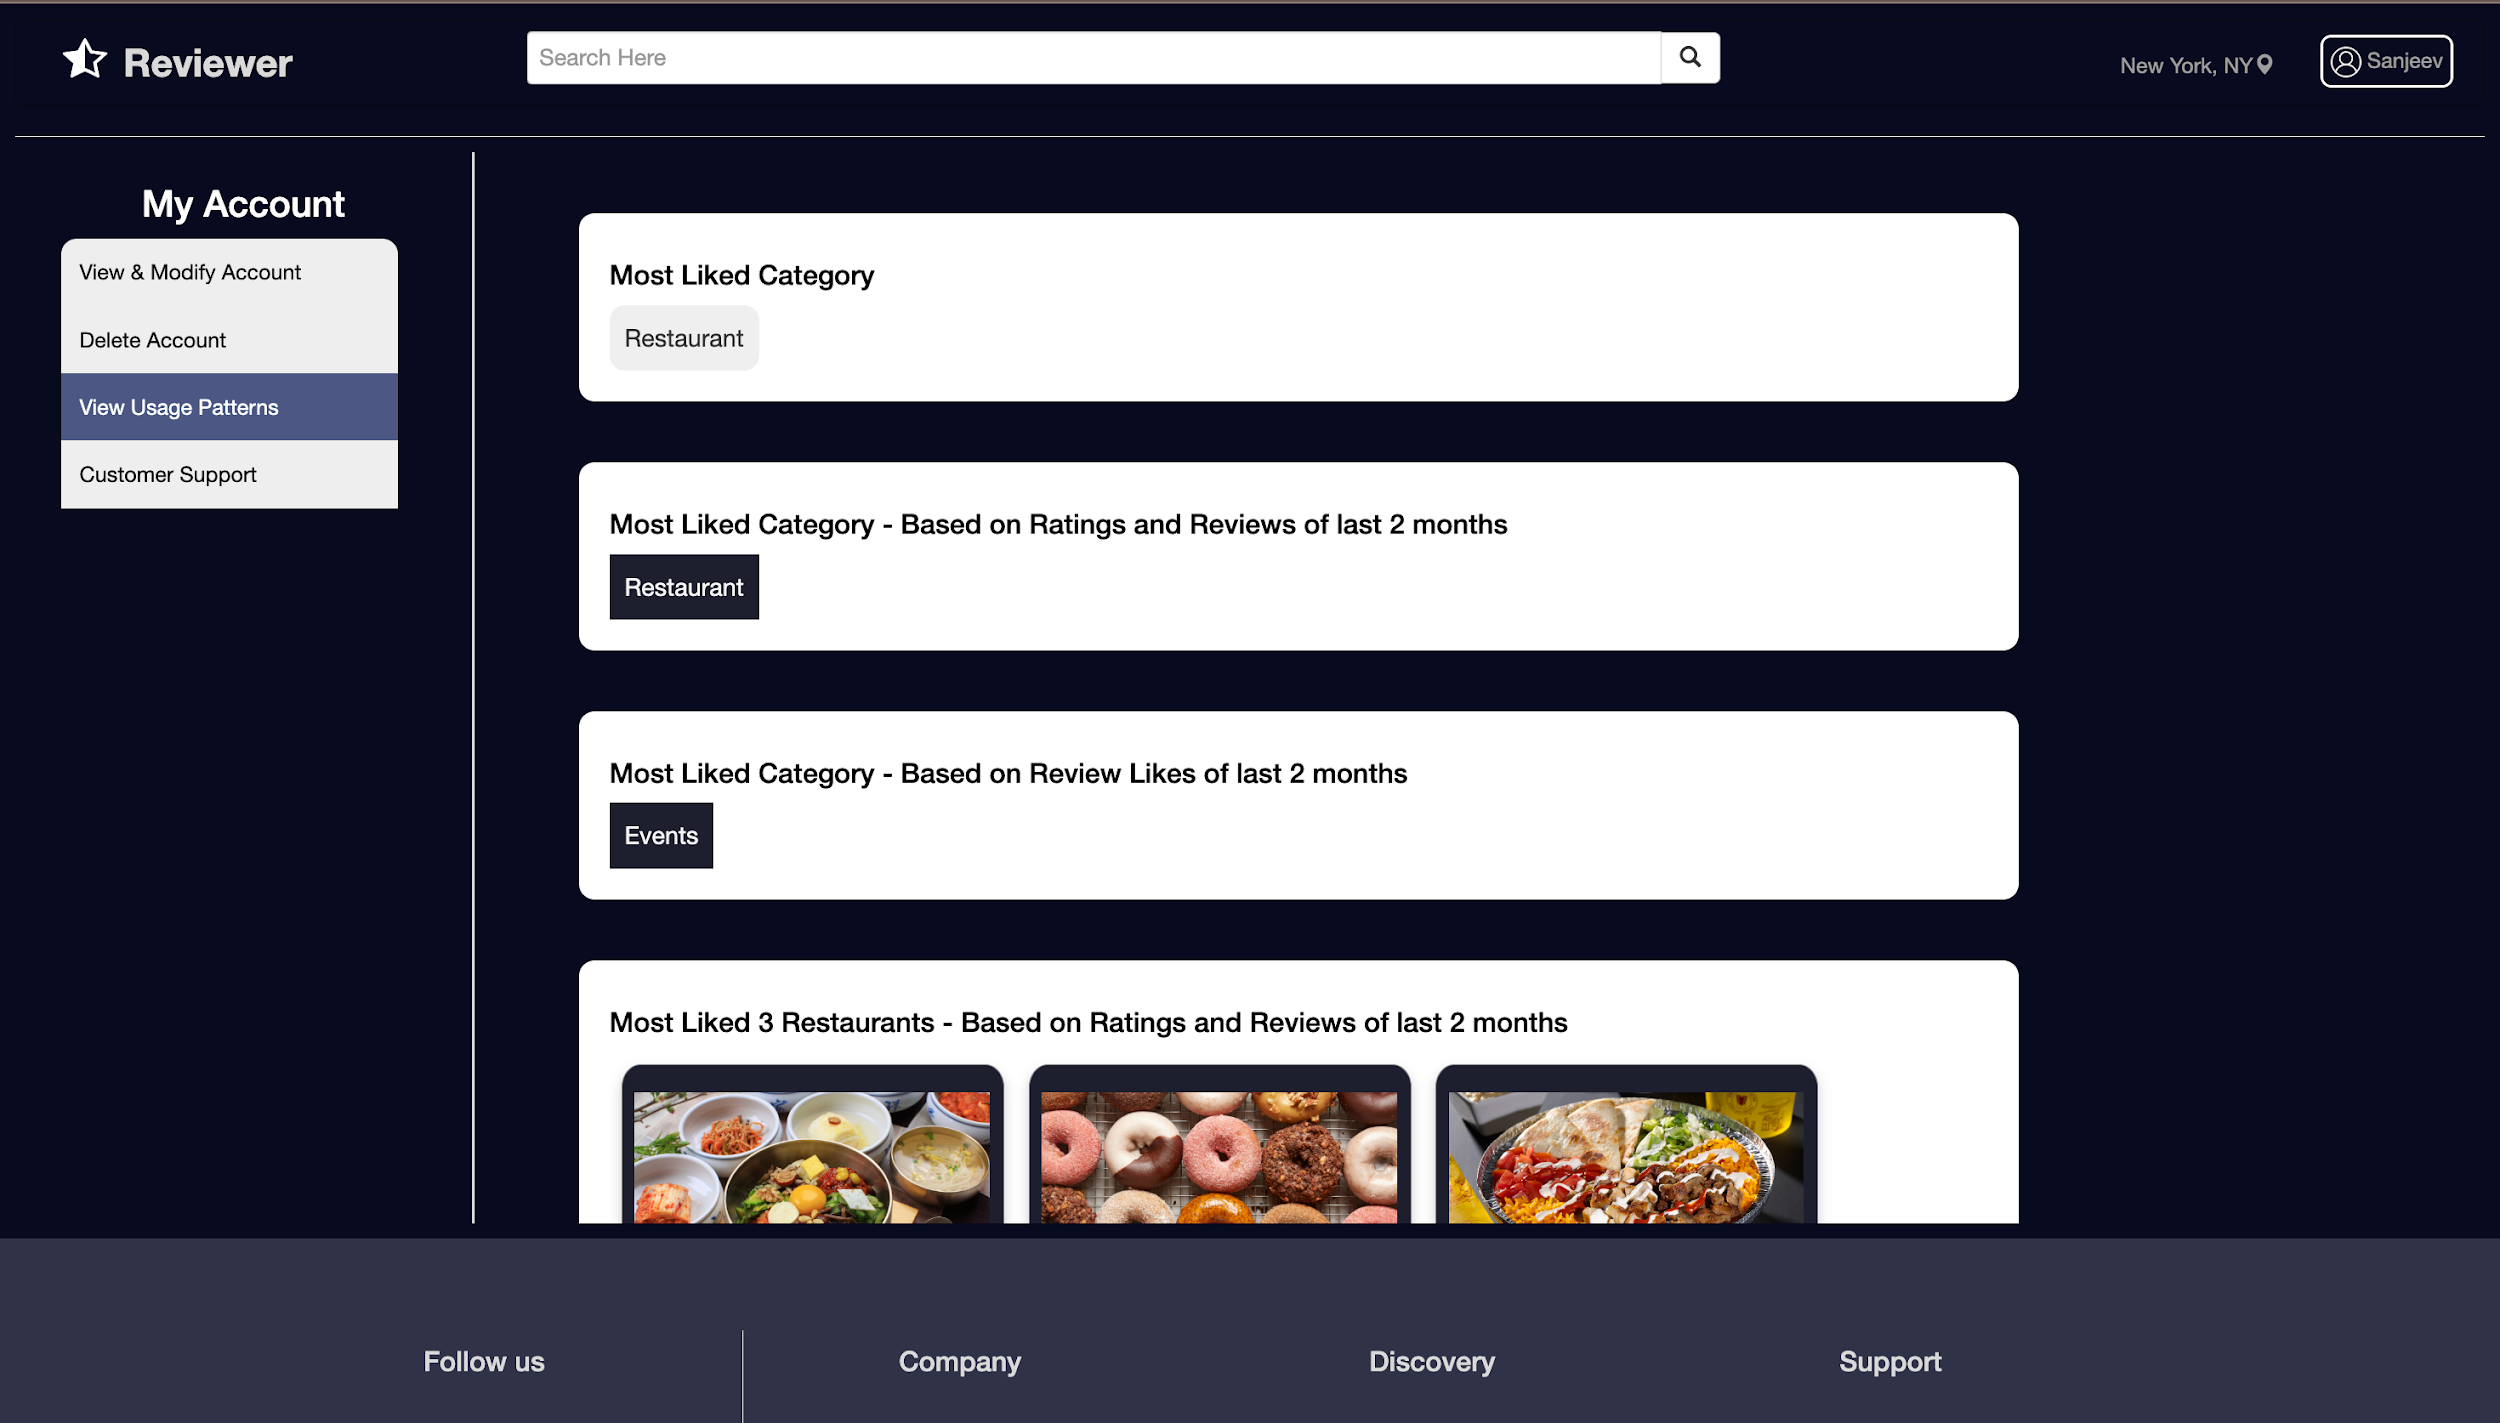 Reviewer
Search Here
New York, NY
Sanjeev
My Account
View & Modify Account
Delete Account
View Usage Patterns
Customer Support
Most Liked Category
Restaurant
Most Liked Category - Based on Ratings and Reviews of last 2 months
Restaurant
Most Liked Category - Based on Review Likes of last 2 months
Events
Most Liked 3 Restaurants - Based on Ratings and Reviews of last 2 months
Follow us
Company
Discovery
Support